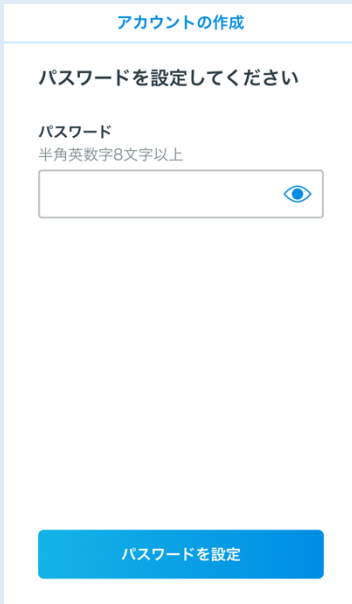 アカウントの作成
パスワードを設定してください
パスワード
半角英数字8文字以上
パスワードを設定